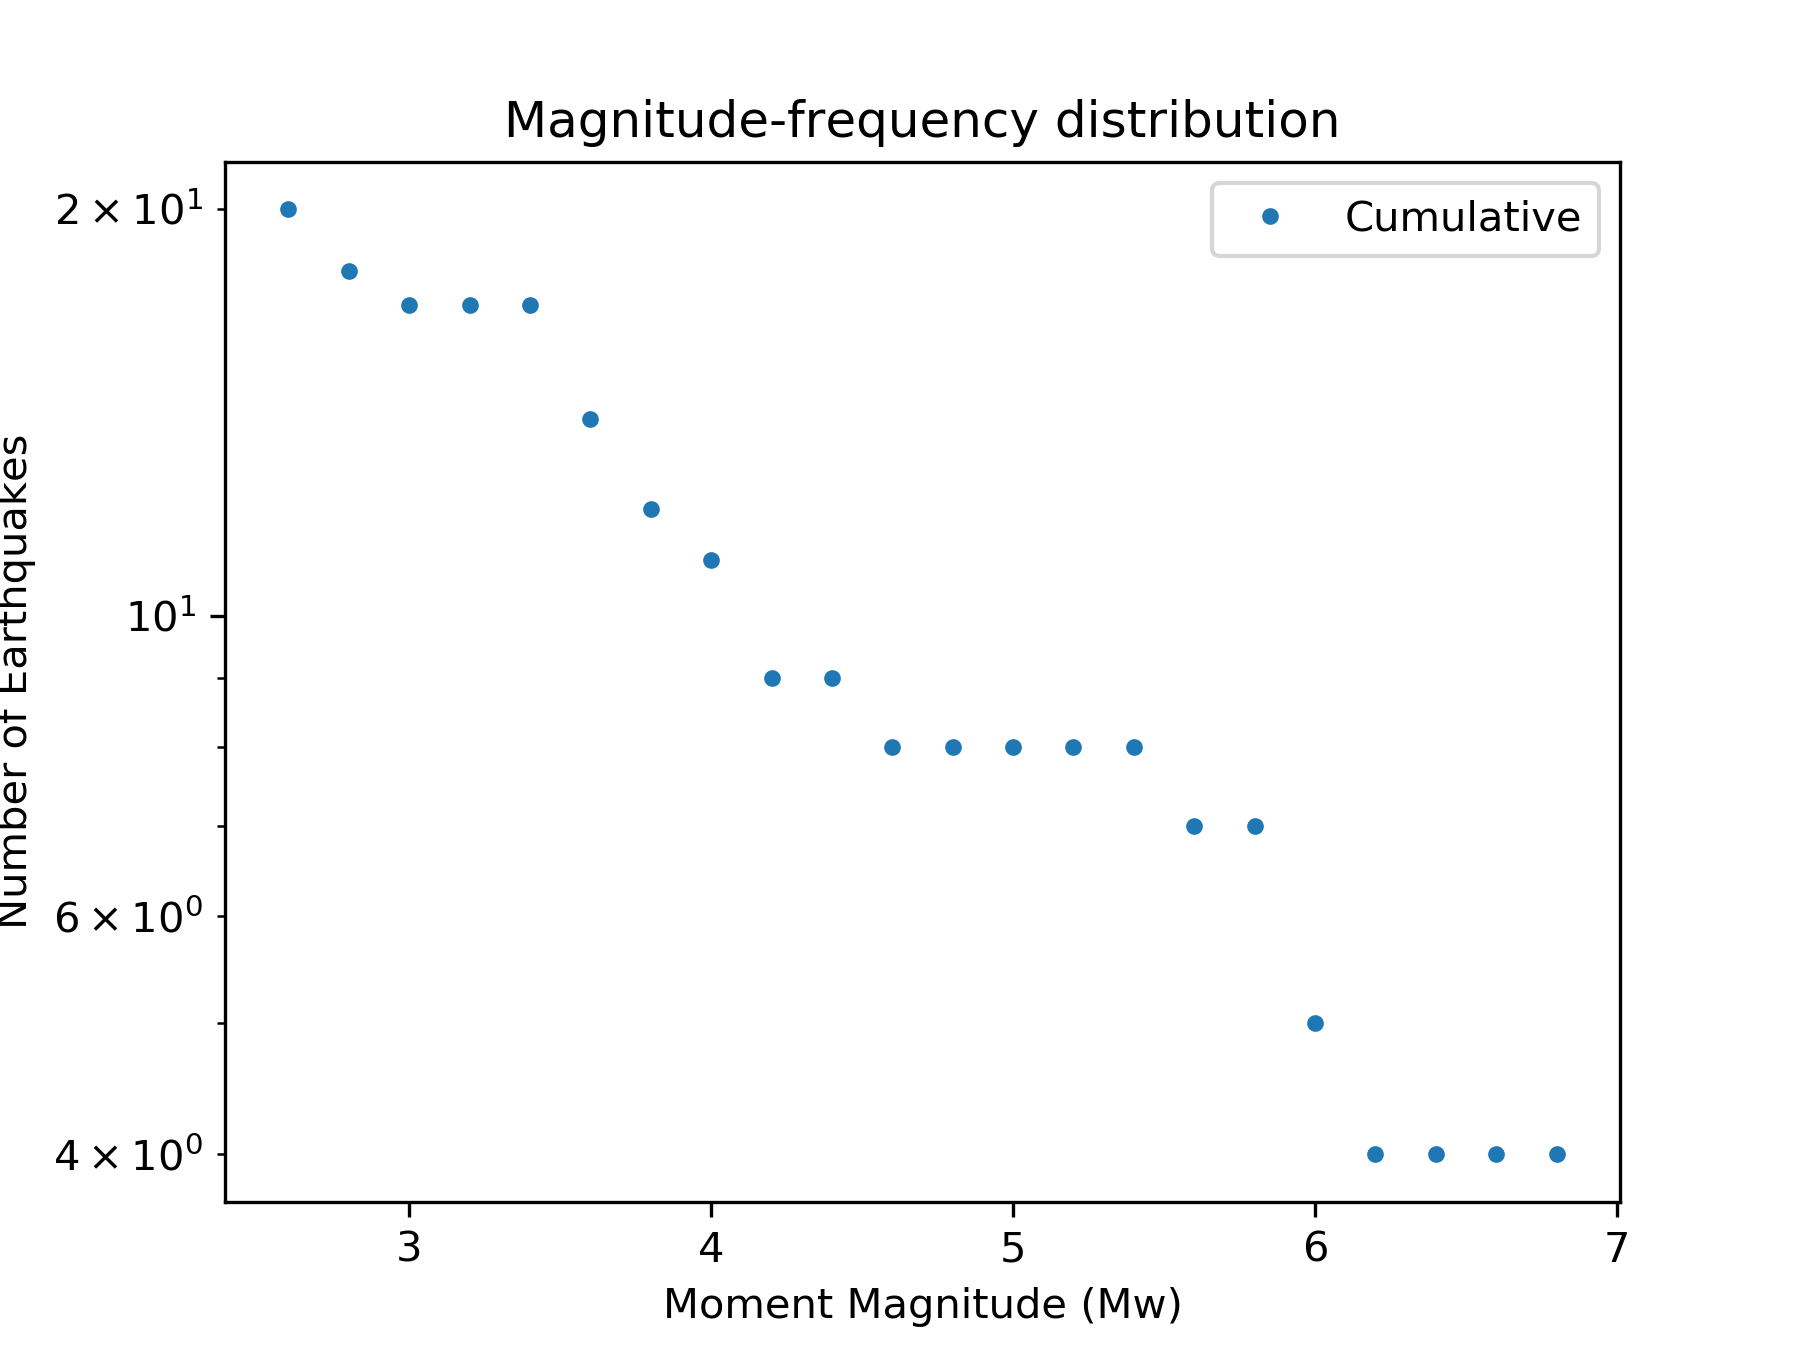 Magnitude-frequency distribution
Cumulative
2 × 10¹
10¹
6 × 10⁰
4 × 10⁰
Number of Earthquakes
3 4 5 6 7
Moment Magnitude (Mw)